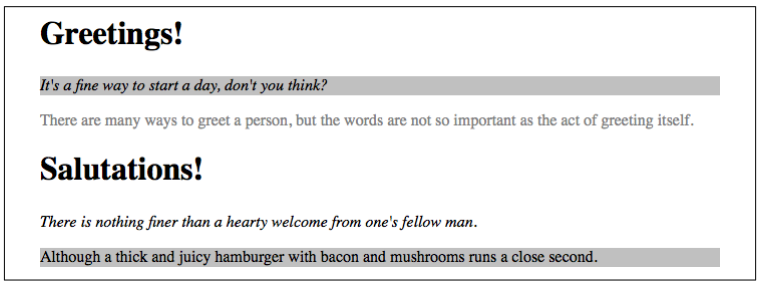 Greetings!
It's a fine way to start a day, don't you think?
There are many ways to greet a person, but the words are not so important as the act of greeting itself.
Salutations!
There is nothing finer than a hearty welcome from one's fellow man.
Although a thick and juicy hamburger with bacon and mushrooms runs a close second.